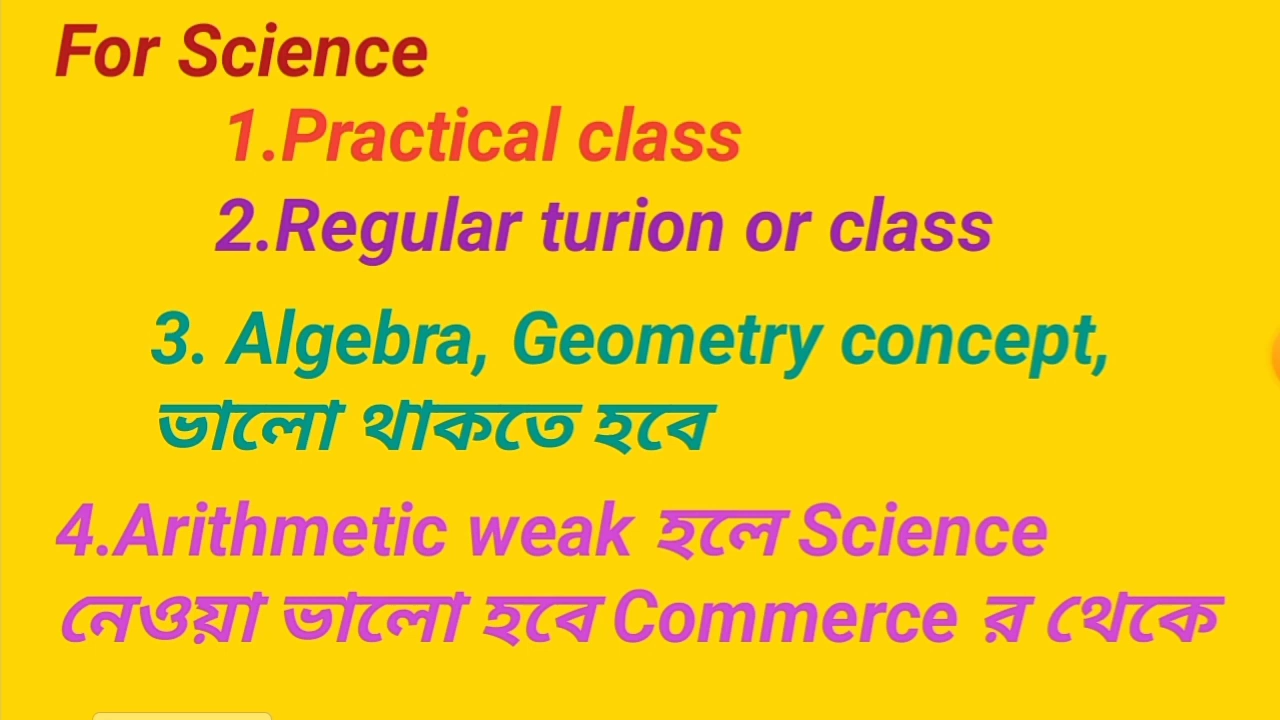 For Science
1.Practical class
2.Regular turion or class
3. Algebra, Geometry concept,
ভালো থাকতে হবে
4.Arithmetic weak হলে Science
নেওয়া ভালো হবে Commerce র থেকে